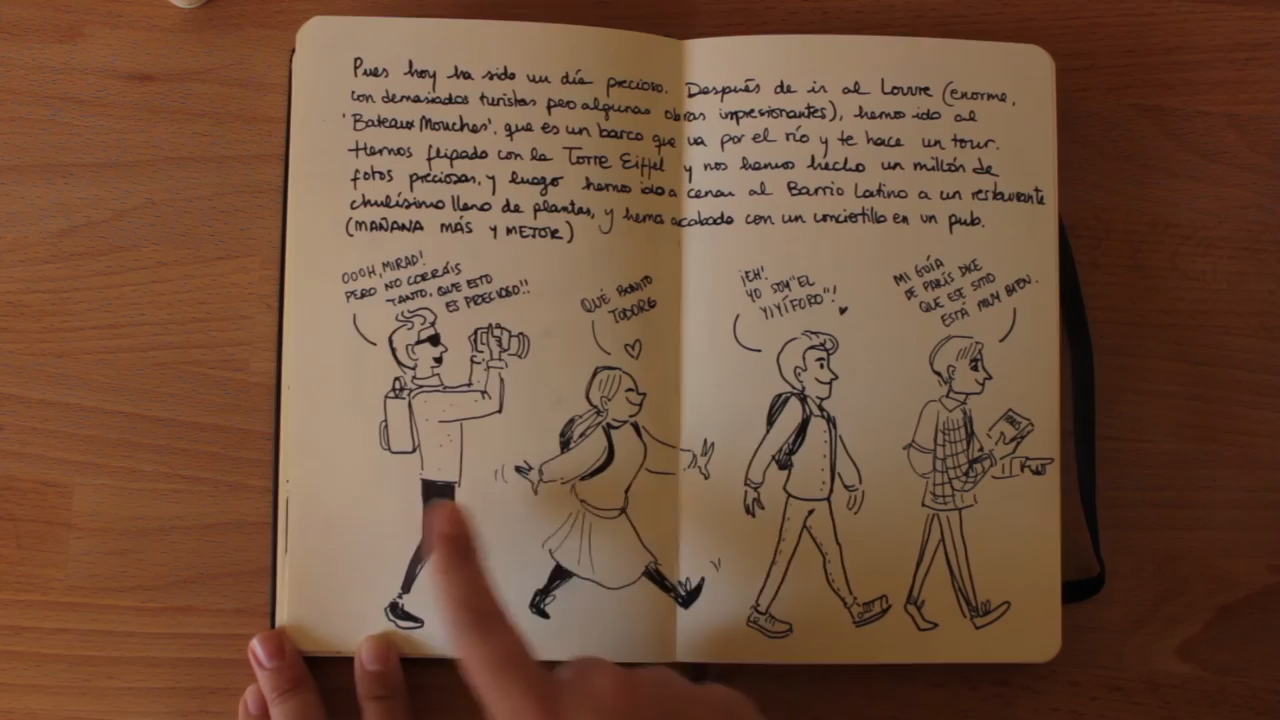 Pues hoy ha sido un día precioso. Después de ir al Louvre (enorme,
con demasiados turistas pero algunas obras impresionantes), hemos ido al
'Bateaux Mouches', que es un barco que va por el río y te hace un tour.
Hemos flipado con la Torre Eiffel y nos hemos hecho un millón de
fotos preciosas, y luego hemos ido a cenar al Barrio Latino a un restaurante
chulísimo lleno de plantas, y hemos acabado con un conciertillo en un pub.
(MAÑANA MÁS Y MEJOR)
OOOH, MIRAD!
PERO NO CORRÁIS
TANTO, QUE ESTO
ES PRECIOSO!!
QUÉ BONITO
TODORG
¡EH!
YO SOY "EL
YIYÍFORO"!
MI GUÍA
DE PARÍS DICE
QUE ESE SITIO
ESTÁ MUY BIEN.
PARIS